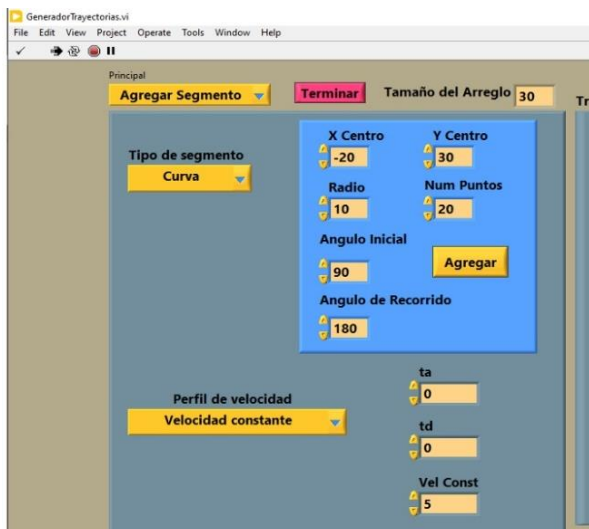 GeneradorTrayectorias.vi
File Edit View Project Operate Tools Window Help
Principal
Agregar Segmento
Terminar
Tamaño del Arreglo
30
Tr
Tipo de segmento
Curva
X Centro
Y Centro
-20
30
Radio
Num Puntos
10
20
Angulo Inicial
90
Agregar
Angulo de Recorrido
180
Perfil de velocidad
Velocidad constante
ta
0
td
0
Vel Const
5